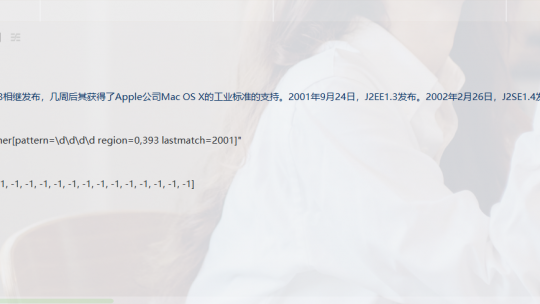 相继发布，几周后其获得了Apple公司Mac OS X的工业标准的支持。2001年9月24日，J2EE1.3发布。2002年2月26日，J2SE1.4发
her[pattern=\d\d\d\d region=0,393 lastmatch=2001]"
1, -1, -1, -1, -1, -1, -1, -1, -1, -1, -1, -1, -1, -1]